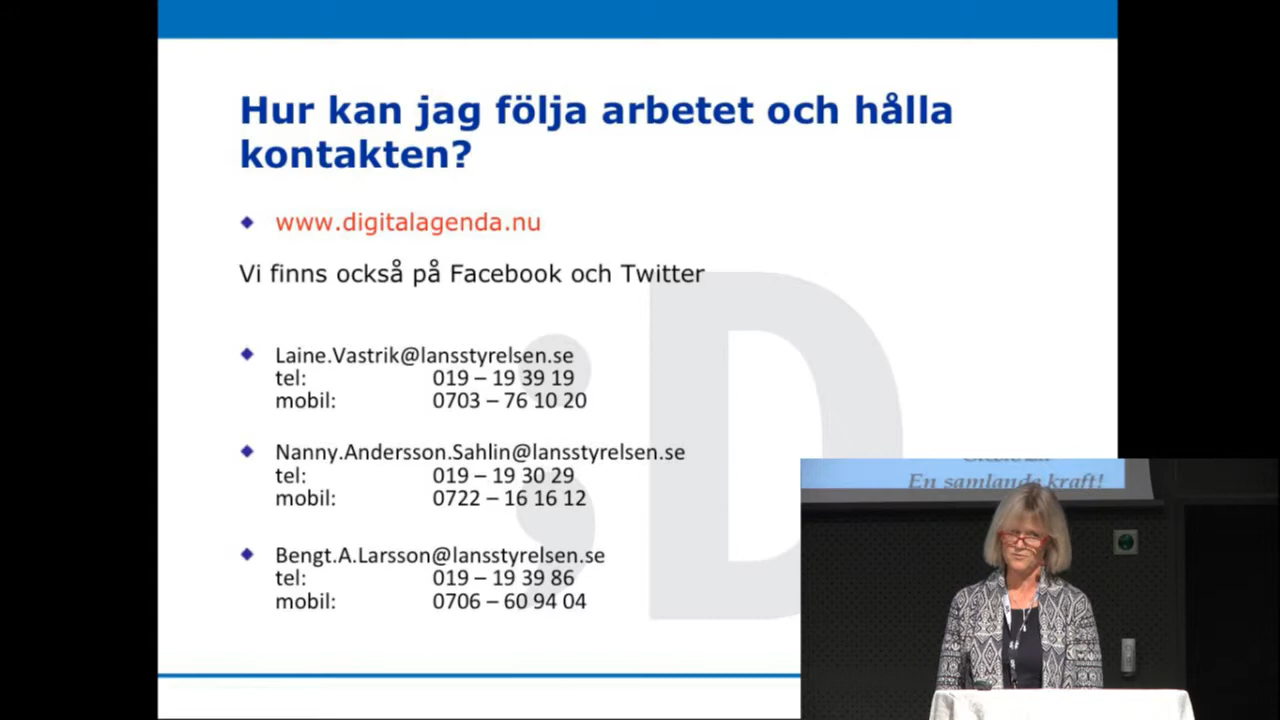 Hur kan jag följa arbetet och hålla
kontakten?
www.digitalagenda.nu
Vi finns också på Facebook och Twitter
Laine.Vastrik@lansstyrelsen.se
tel: 019 – 19 39 19
mobil: 0703 – 76 10 20
Nanny.Andersson.Sahlin@lansstyrelsen.se
tel: 019 – 19 30 29
mobil: 0722 – 16 16 12
Bengt.A.Larsson@lansstyrelsen.se
tel: 019 – 19 39 86
mobil: 0706 – 60 94 04
;D
En samlande kraft!